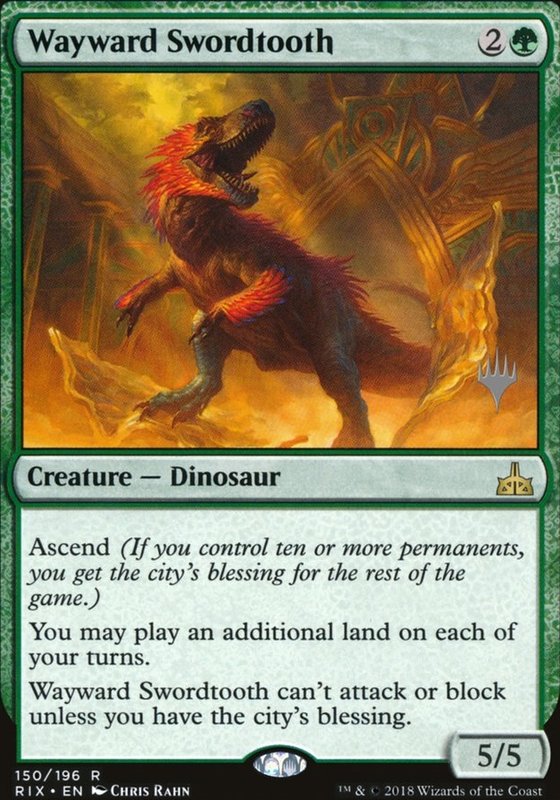 Wayward Swordtooth 2
Creature — Dinosaur
Ascend (If you control ten or more permanents,
you get the city's blessing for the rest of the
game.)
You may play an additional land on each of
your turns.
Wayward Swordtooth can't attack or block
unless you have the city's blessing.
5/5
150/196 R
RIX • EN Chris Rahn
™ & © 2018 Wizards of the Coast